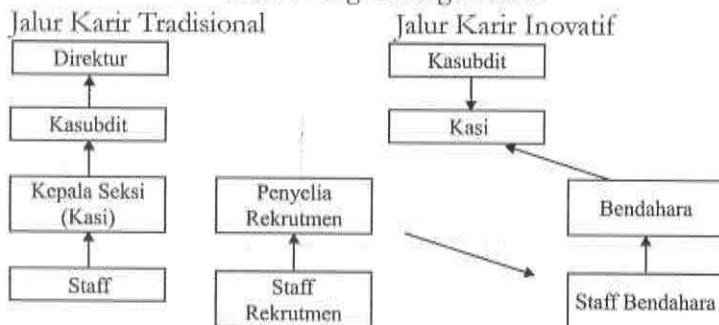 Jalur Karir Tradisional
Jalur Karir Inovatif
Direktur
Kasubdit
Kepala Seksi
(Kasi)
Staff
Kasubdit
Kasi
Penyelia
Rekrutmen
Staff
Rekrutmen
Bendahara
Staff Bendahara